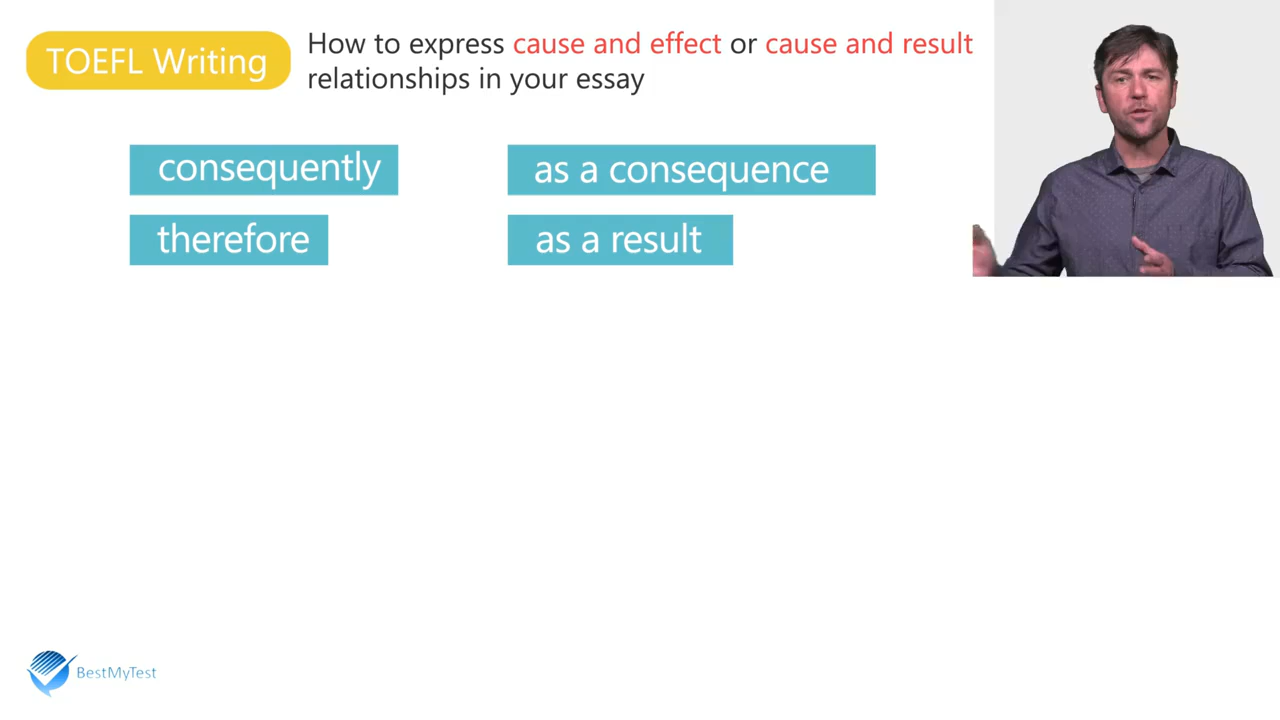 TOEFL Writing
How to express cause and effect or cause and result
relationships in your essay
consequently
as a consequence
therefore
as a result
BestMyTest